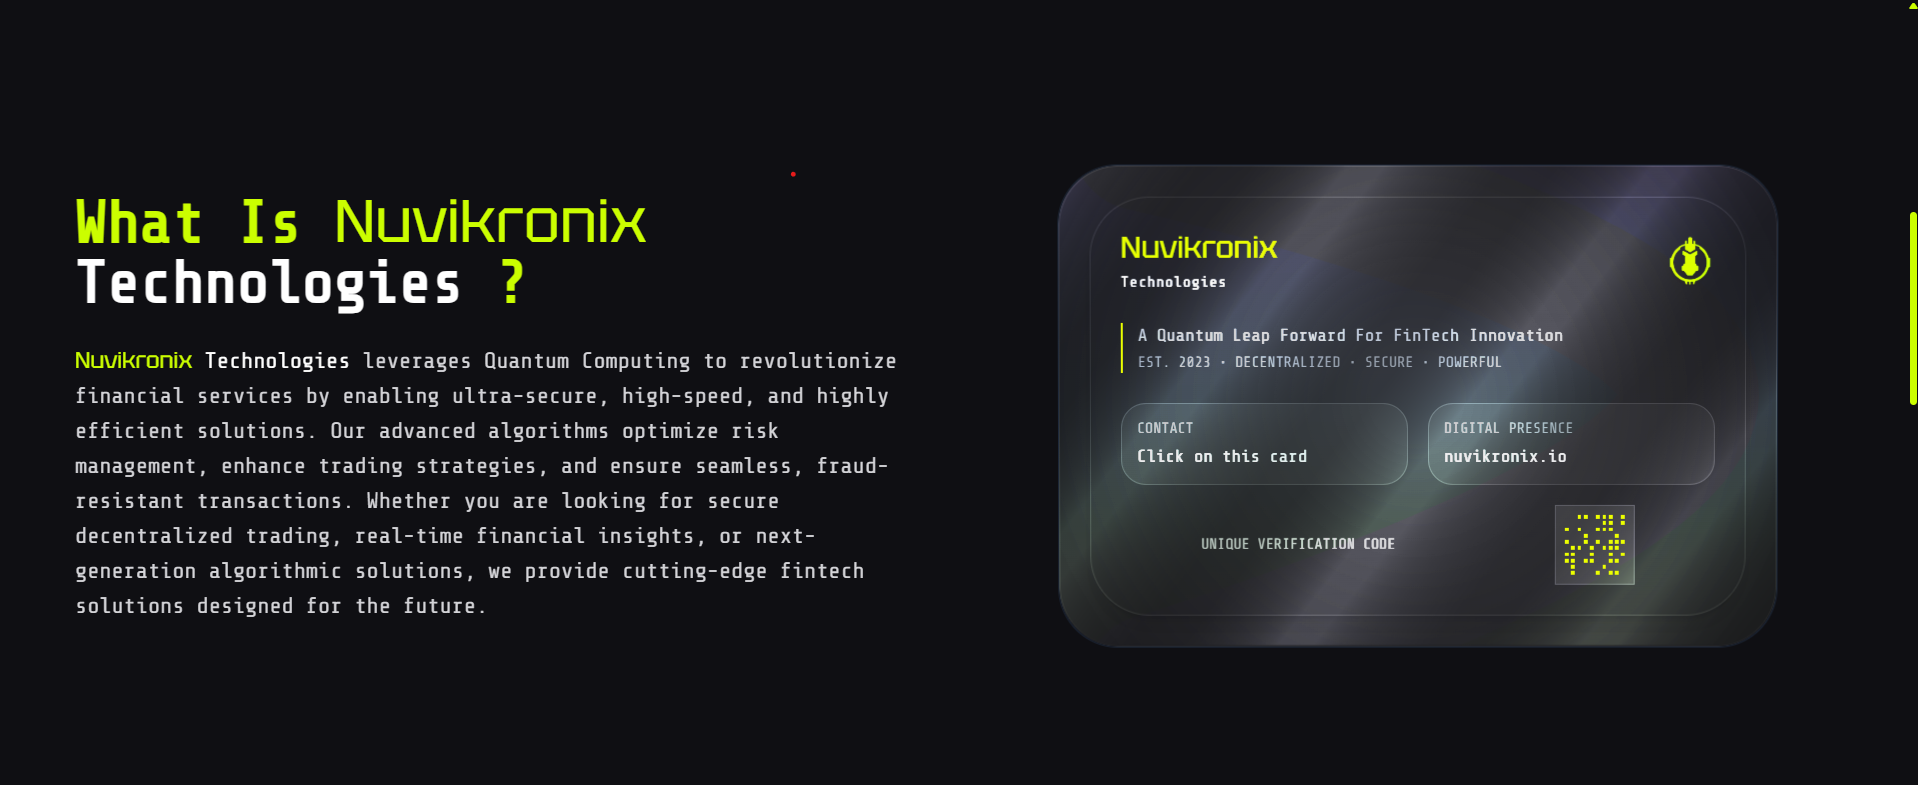 What Is Nuvikronix
Technologies ?
Nuvikronix Technologies leverages Quantum Computing to revolutionize
financial services by enabling ultra-secure, high-speed, and highly
efficient solutions. Our advanced algorithms optimize risk
management, enhance trading strategies, and ensure seamless, fraud-
resistant transactions. Whether you are looking for secure
decentralized trading, real-time financial insights, or next-
generation algorithmic solutions, we provide cutting-edge fintech
solutions designed for the future.
Nuvikronix
Technologies
A Quantum Leap Forward For FinTech Innovation
EST. 2023 · DECENTRALIZED · SECURE · POWERFUL
CONTACT
Click on this card
DIGITAL PRESENCE
nuvikronix.io
UNIQUE VERIFICATION CODE